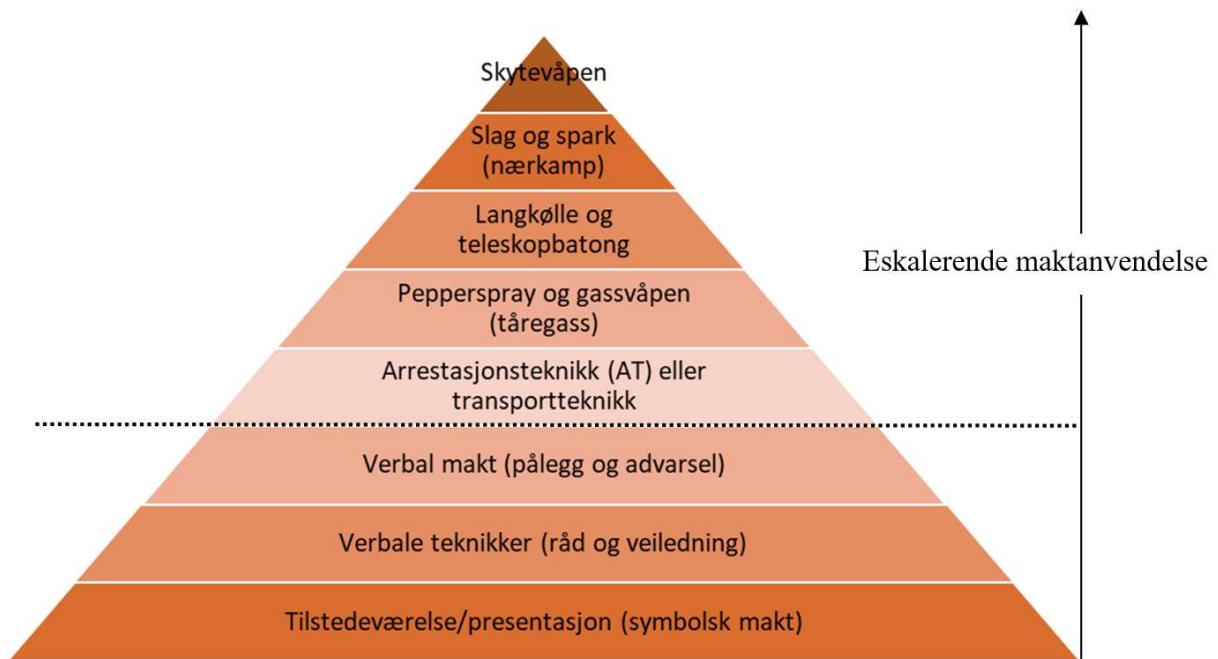 Skytevåpen
Slag og spark
(nærkamp)
Langkølle og
teleskopbatong
Eskalerende maktanvendelse
Pepperspray og gassvåpen
(tåregass)
Arrestasjonsteknikk (AT) eller
transportteknikk
Verbal makt (pålegg og advarsel)
Verbale teknikker (råd og veiledning)
Tilstedeværelse/presentasjon (symbolsk makt)